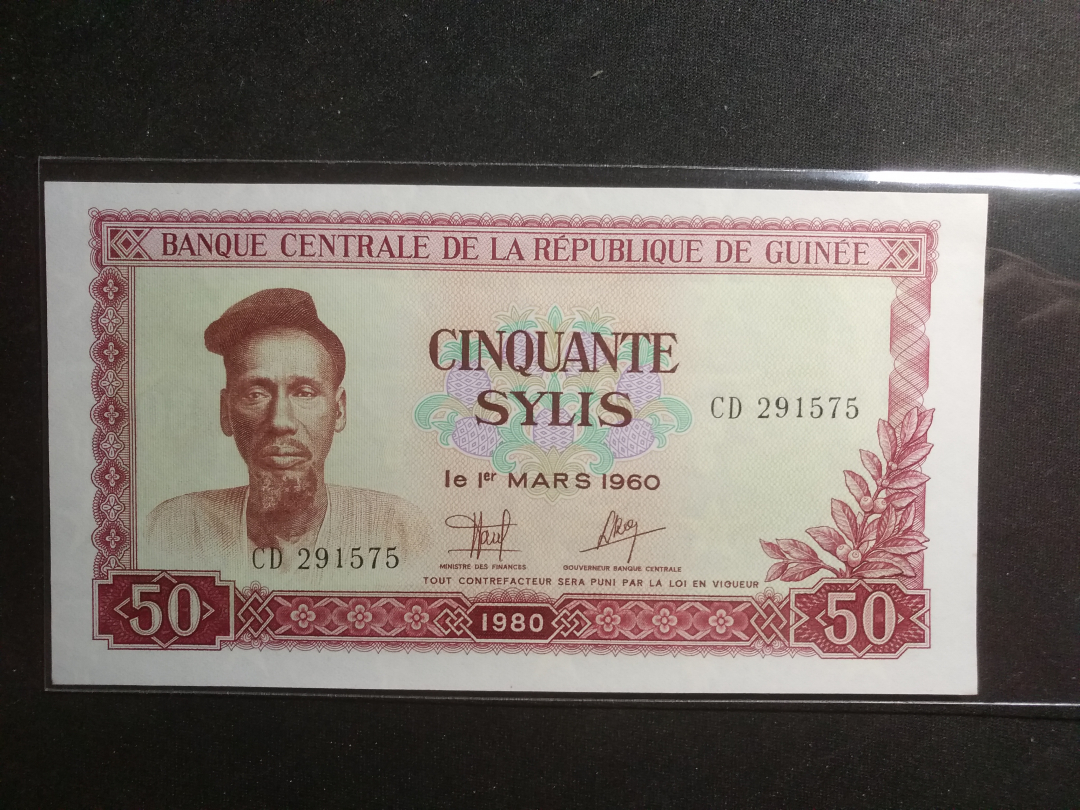 BANQUE CENTRALE DE LA RÉPUBLIQUE DE GUINÉE
CINQUANTE
SYLIS
CD 291575
le 1er MARS 1960
CD 291575
MINISTRE DES FINANCES
GOUVERNEUR BANQUE CENTRALE
TOUT CONTREFACTEUR SERA PUNI PAR LA LOI EN VIGUEUR
50
1980
50